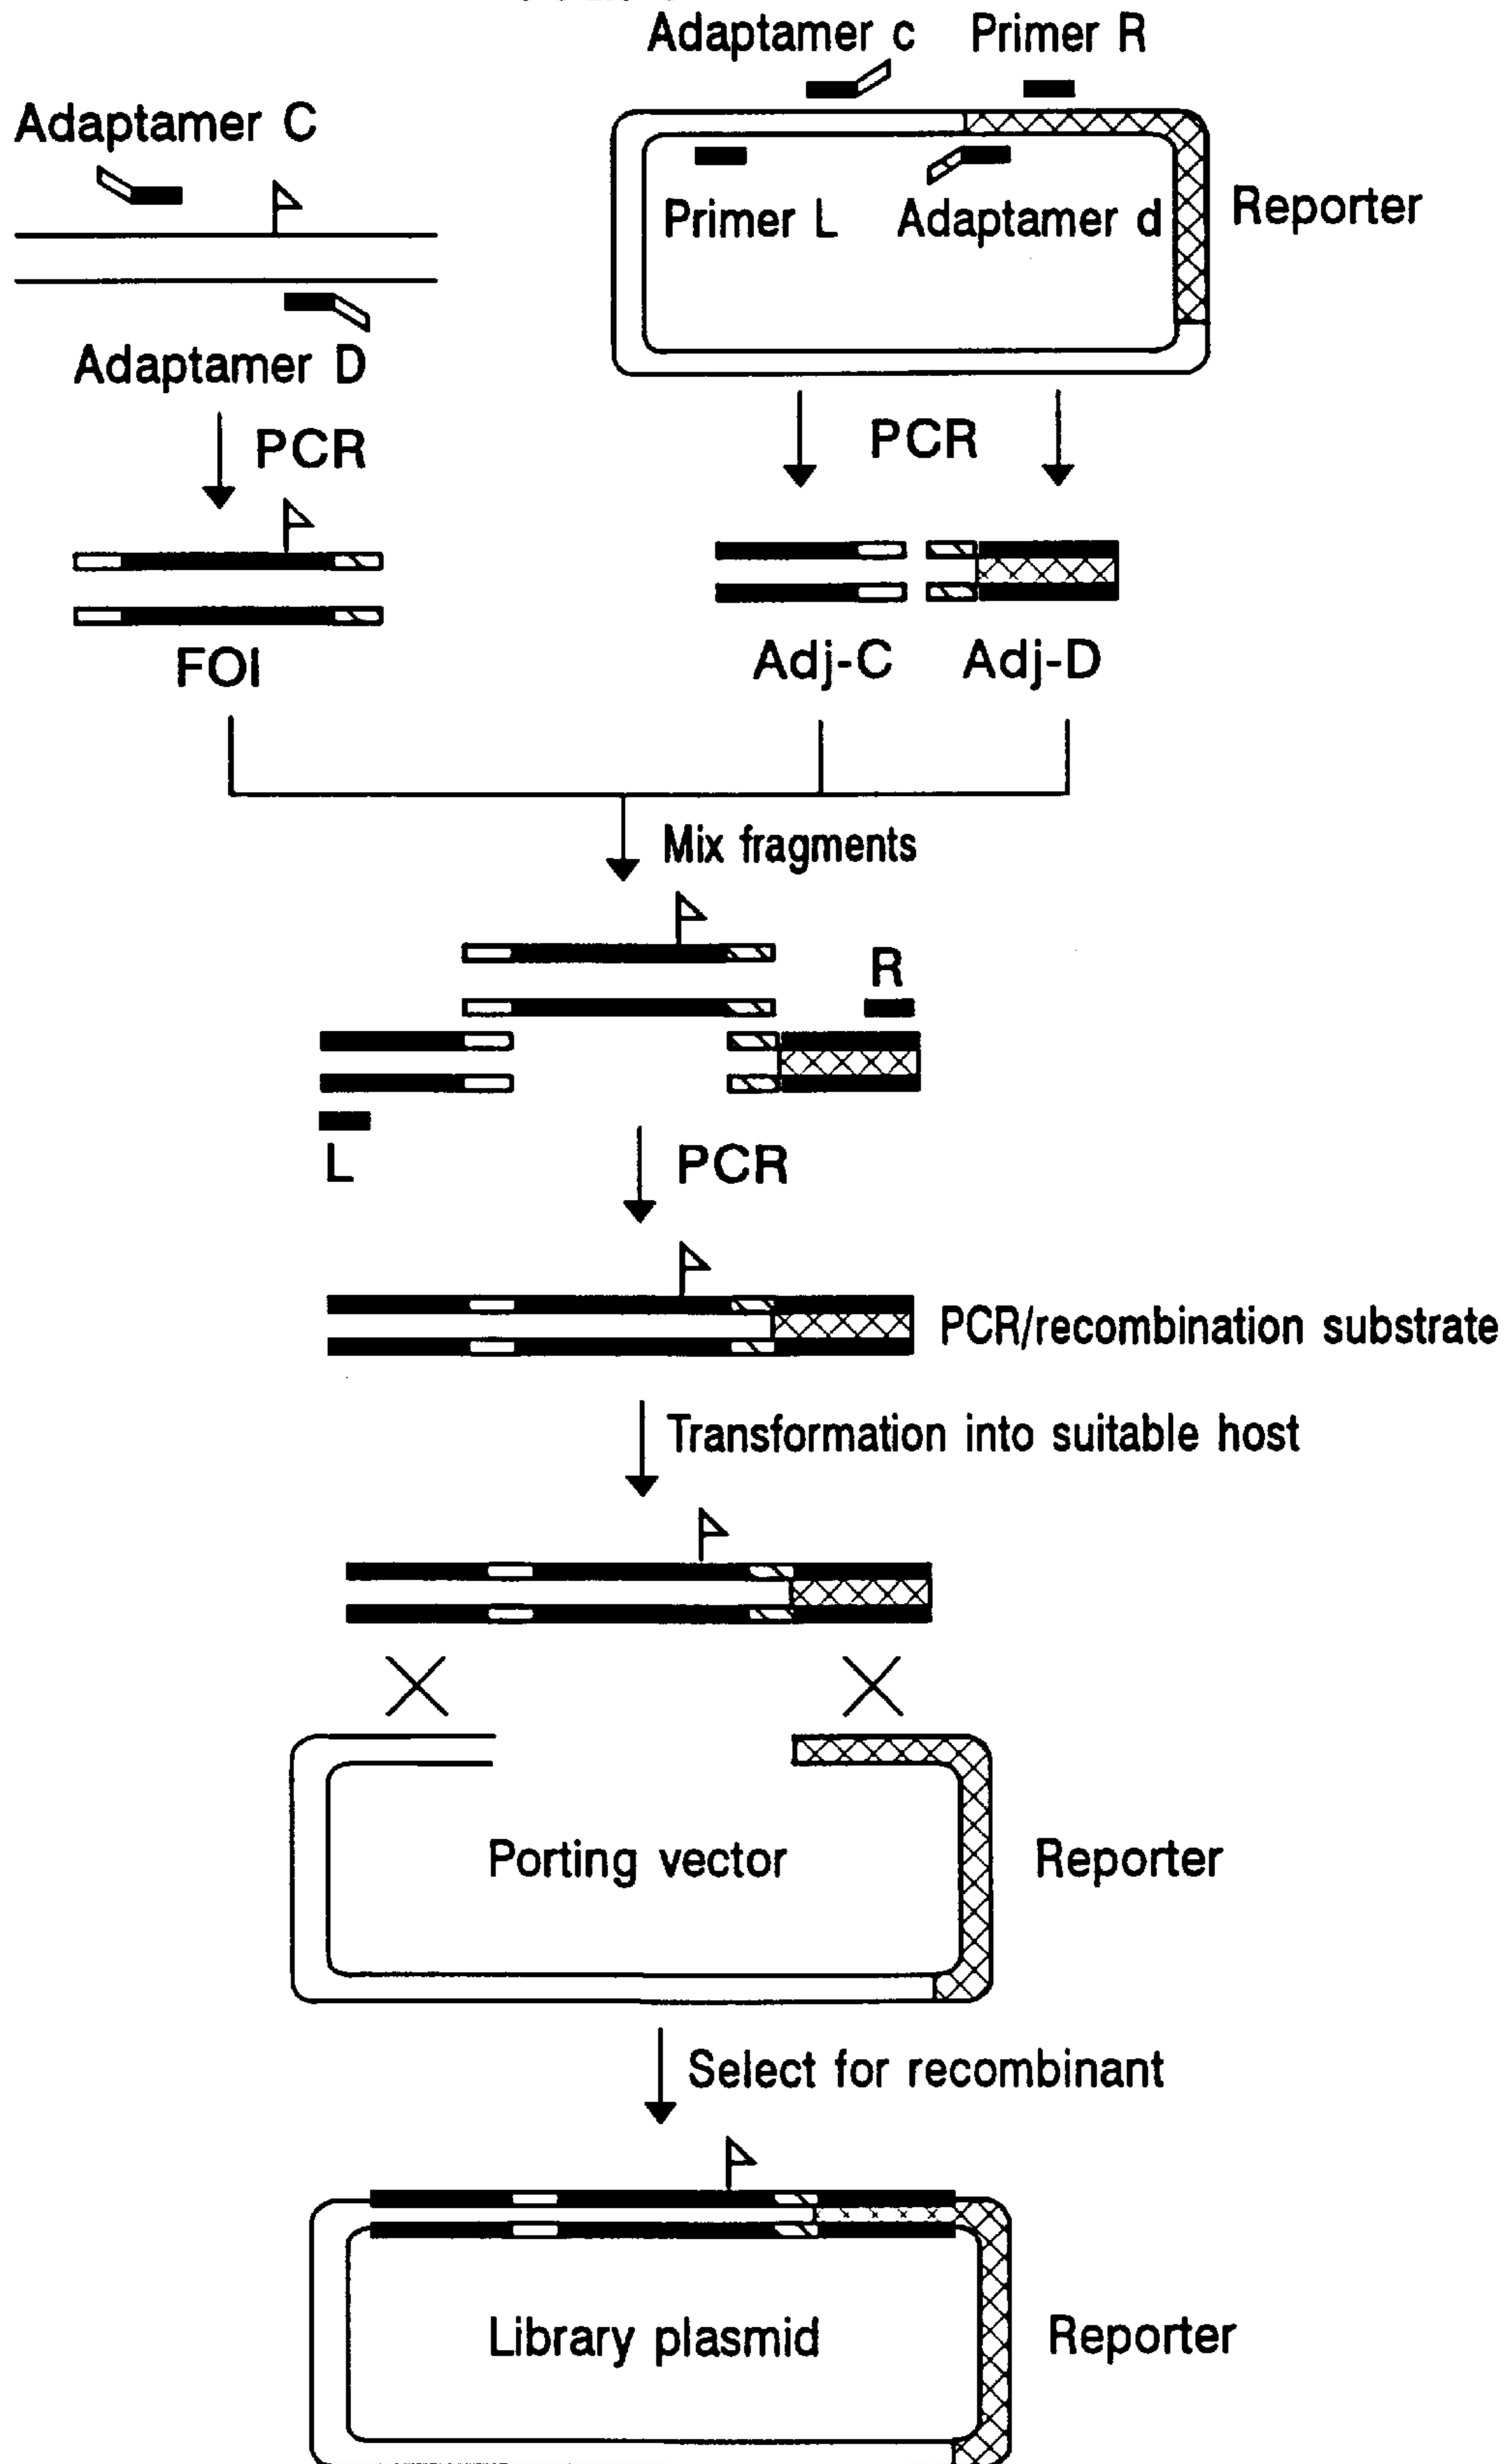 Adaptamer c
Primer R
Adaptamer C
Primer L
Adaptamer d
Reporter
Adaptamer D
PCR
PCR
FOI
Adj-C
Adj-D
Mix fragments
R
L
PCR
PCR/recombination substrate
Transformation into suitable host
Porting vector
Reporter
Select for recombinant
Library plasmid
Reporter